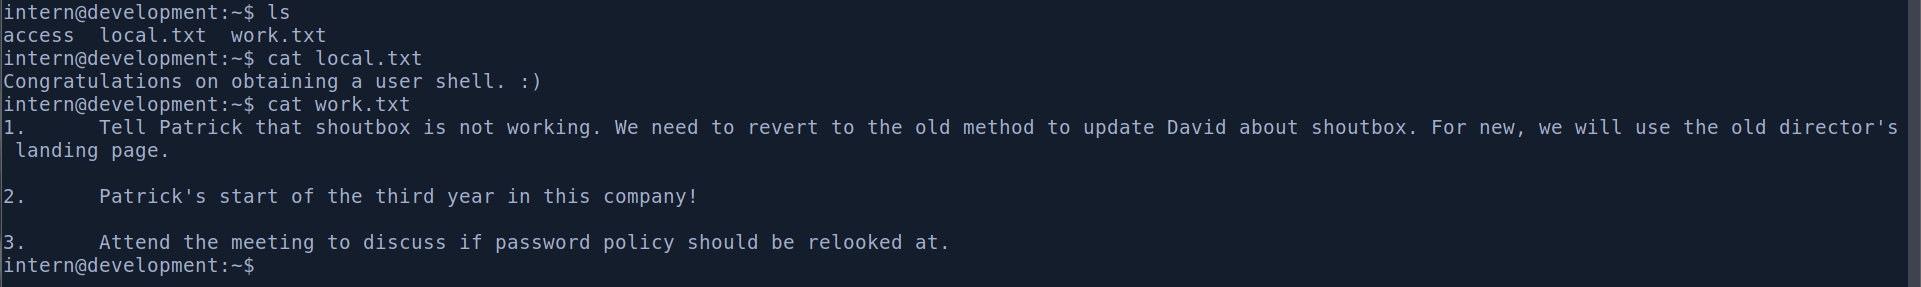 intern@development:~$ ls
access  local.txt  work.txt
intern@development:~$ cat local.txt
Congratulations on obtaining a user shell. :)
intern@development:~$ cat work.txt
1.      Tell Patrick that shoutbox is not working. We need to revert to the old method to update David about shoutbox. For new, we will use the old director's
 landing page.
2.      Patrick's start of the third year in this company!
3.      Attend the meeting to discuss if password policy should be relooked at.
intern@development:~$